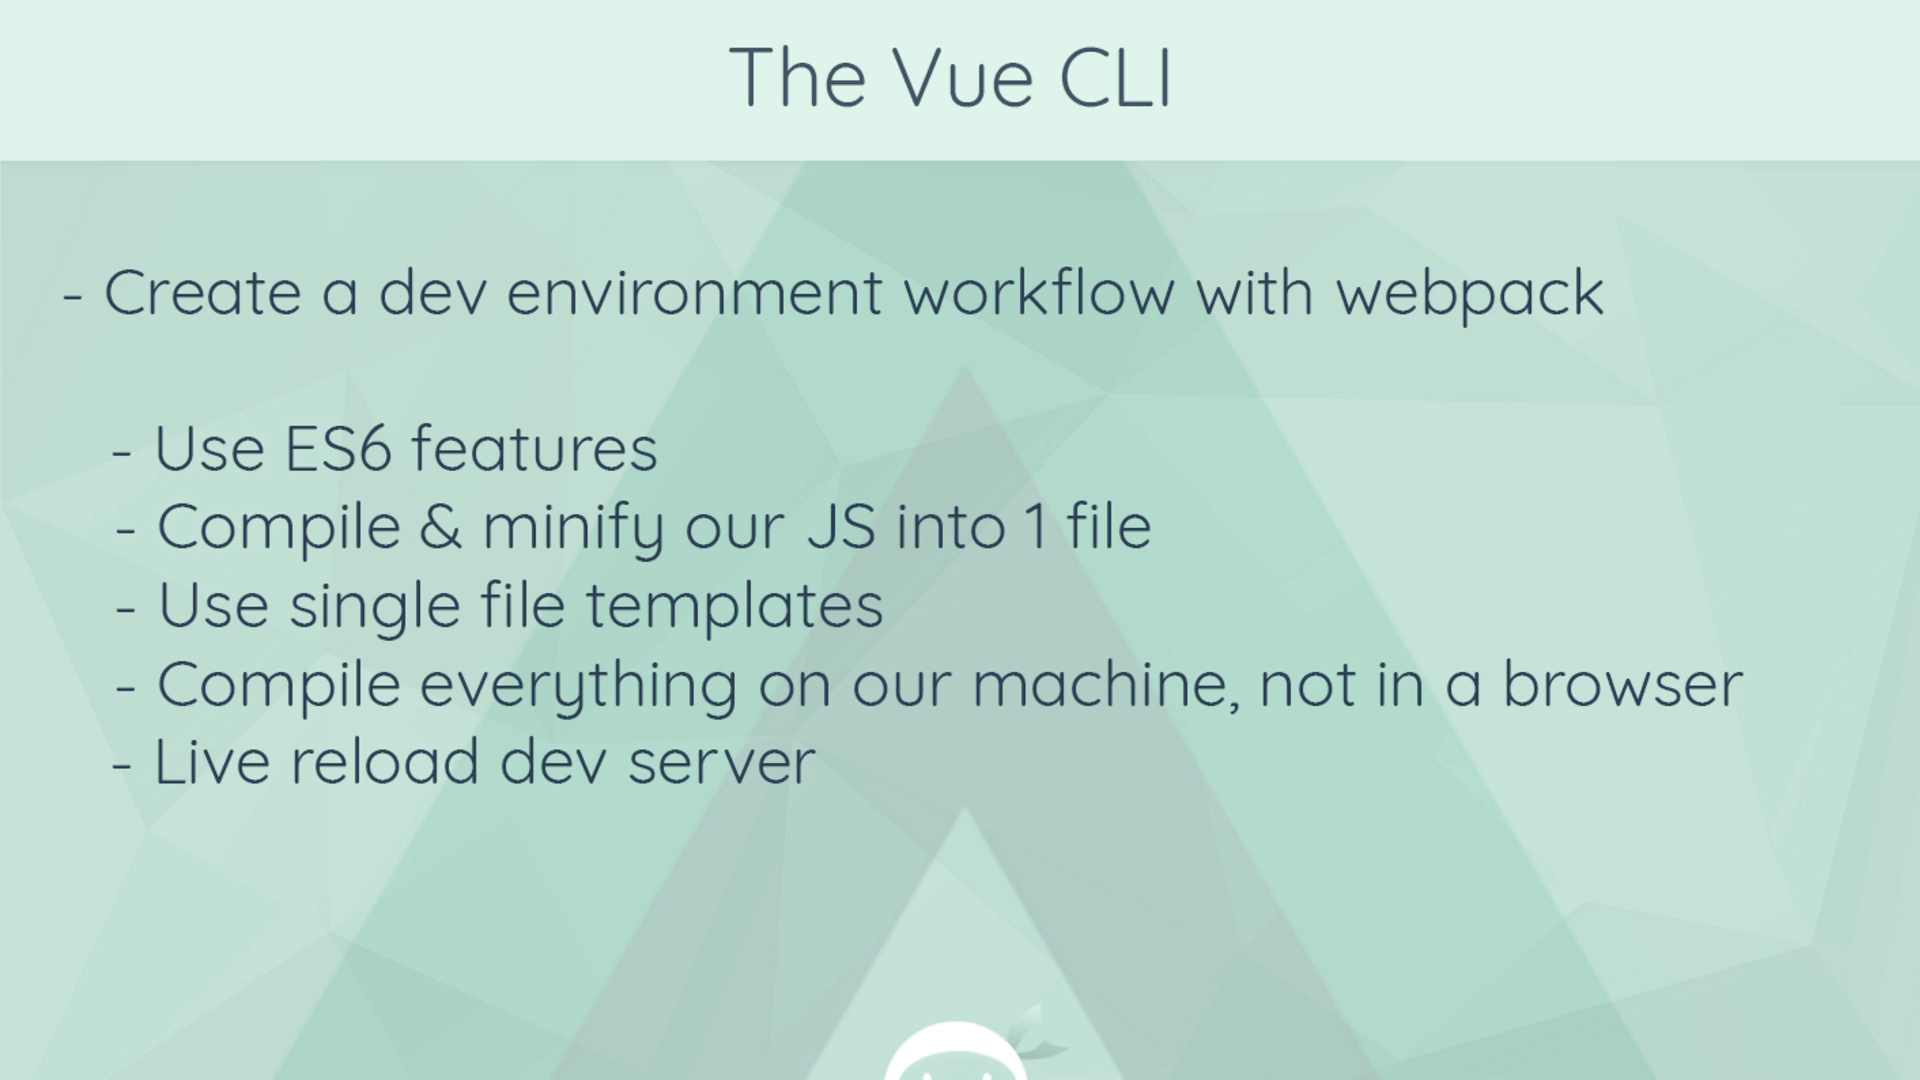 The Vue CLI
- Create a dev environment workflow with webpack
- Use ES6 features
- Compile & minify our JS into 1 file
- Use single file templates
- Compile everything on our machine, not in a browser
- Live reload dev server